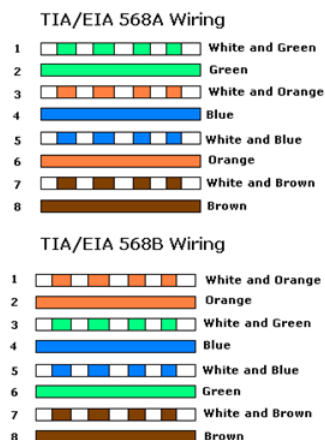 TIA/EIA 568A Wiring
1 White and Green
2 Green
3 White and Orange
4 Blue
5 White and Blue
6 Orange
7 White and Brown
8 Brown
TIA/EIA 568B Wiring
1 White and Orange
2 Orange
3 White and Green
4 Blue
5 White and Blue
6 Green
7 White and Brown
8 Brown